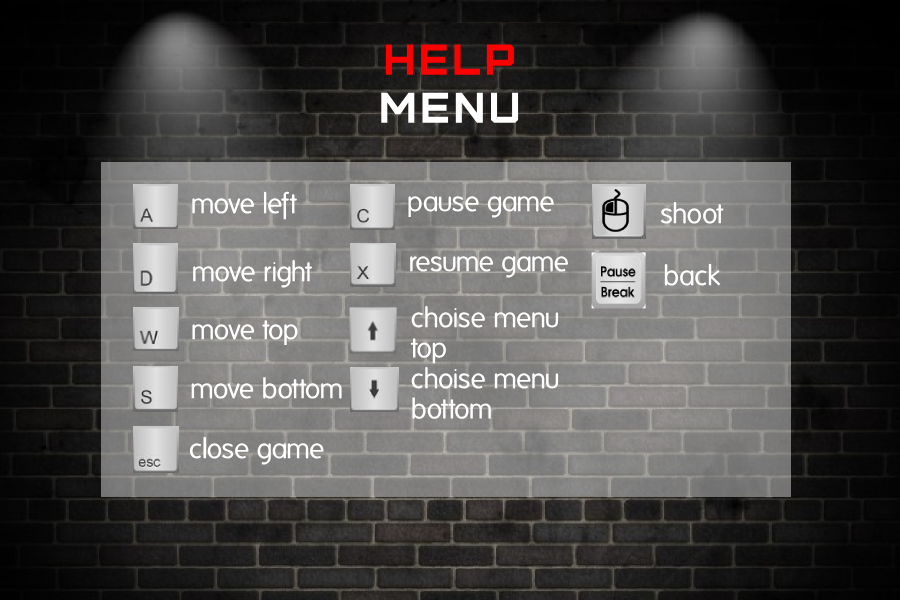 HELP
MENU
A move left
D move right
W move top
S move bottom
esc close game
C pause game
X resume game
choise menu
top
choise menu
bottom
shoot
Pause
Break
back